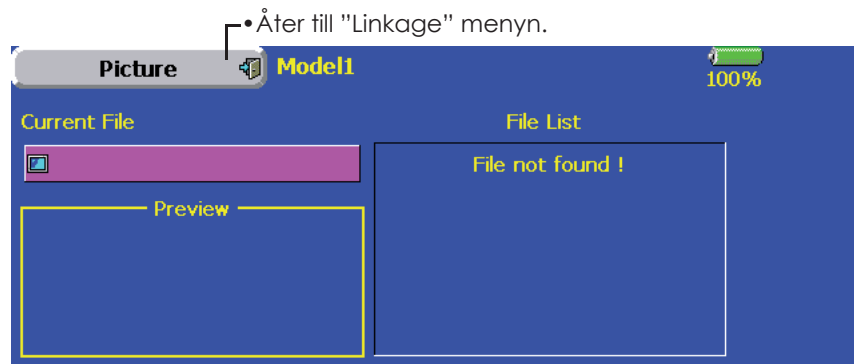 •Åter till ”Linkage” menyn.
Picture Model1 100%
Current File File List
File not found !
Preview